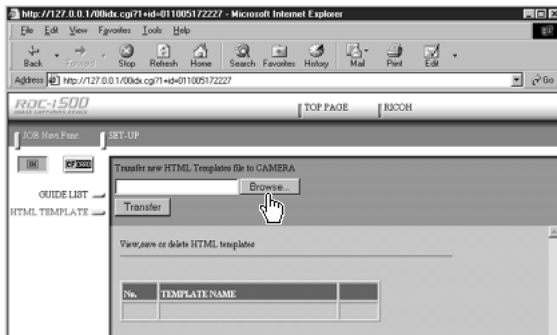 http://127.0.0.1/00idx.cgi?1+id=011005172227 - Microsoft Internet Explorer
File Edit View Favorites Tools Help
Back Forward Stop Refresh Home Search Favorites History Mail Print Edit
Address http://127.0.0.1/00idx.cgi?1+id=011005172227 Go
RDC-i500 TOP PAGE RICOH
IMAGE CAPTURING DEVICE
JOB Navi Func. SET-UP
IN
Transfer new HTML Templates file to CAMERA
Browse...
GUIDE LIST
HTML TEMPLATE
Transfer
View,save or delete HTML templates
No. TEMPLATE NAME